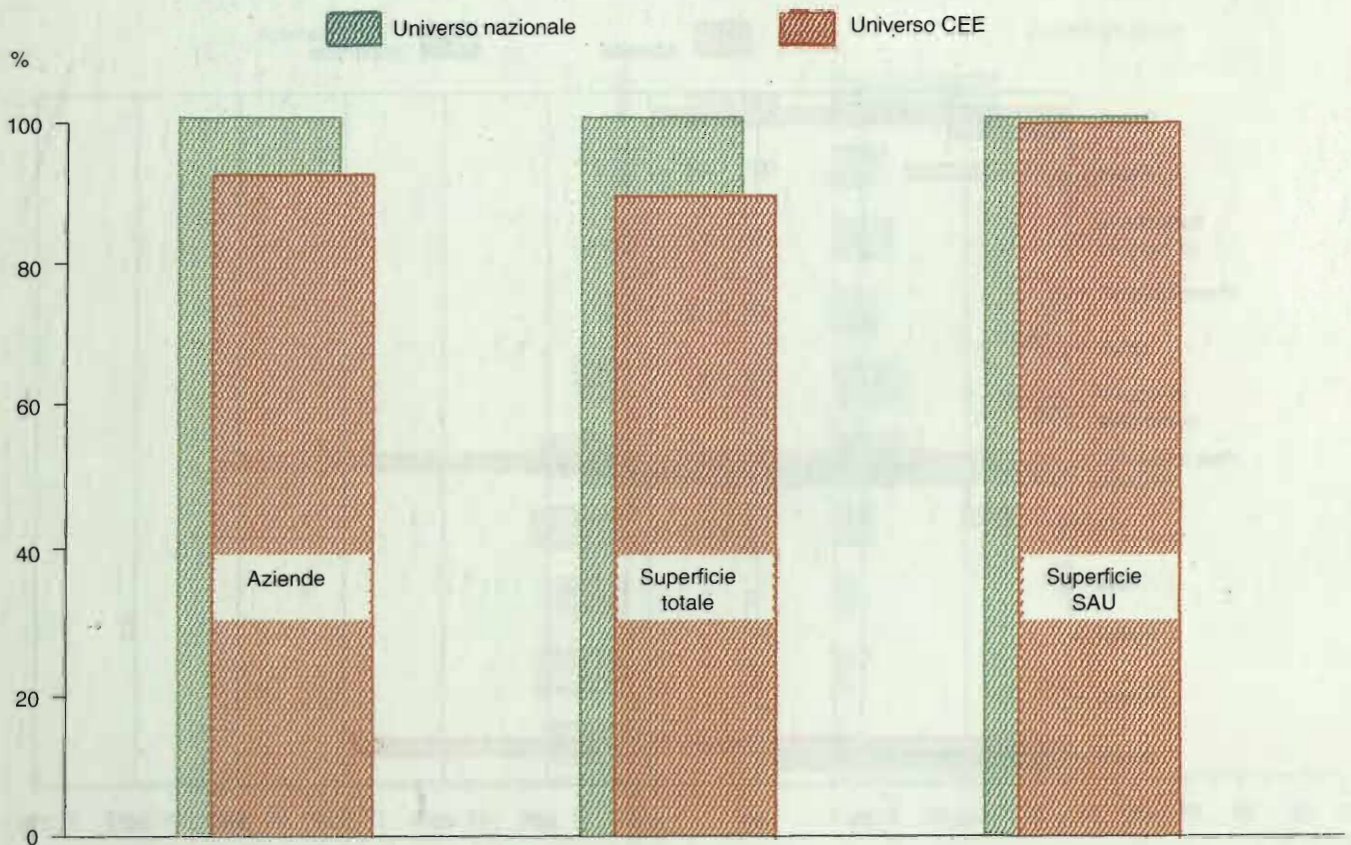 Universo nazionale
Universo CEE
%
100
80
60
40
20
0
Aziende
Superficie
totale
Superficie
SAU